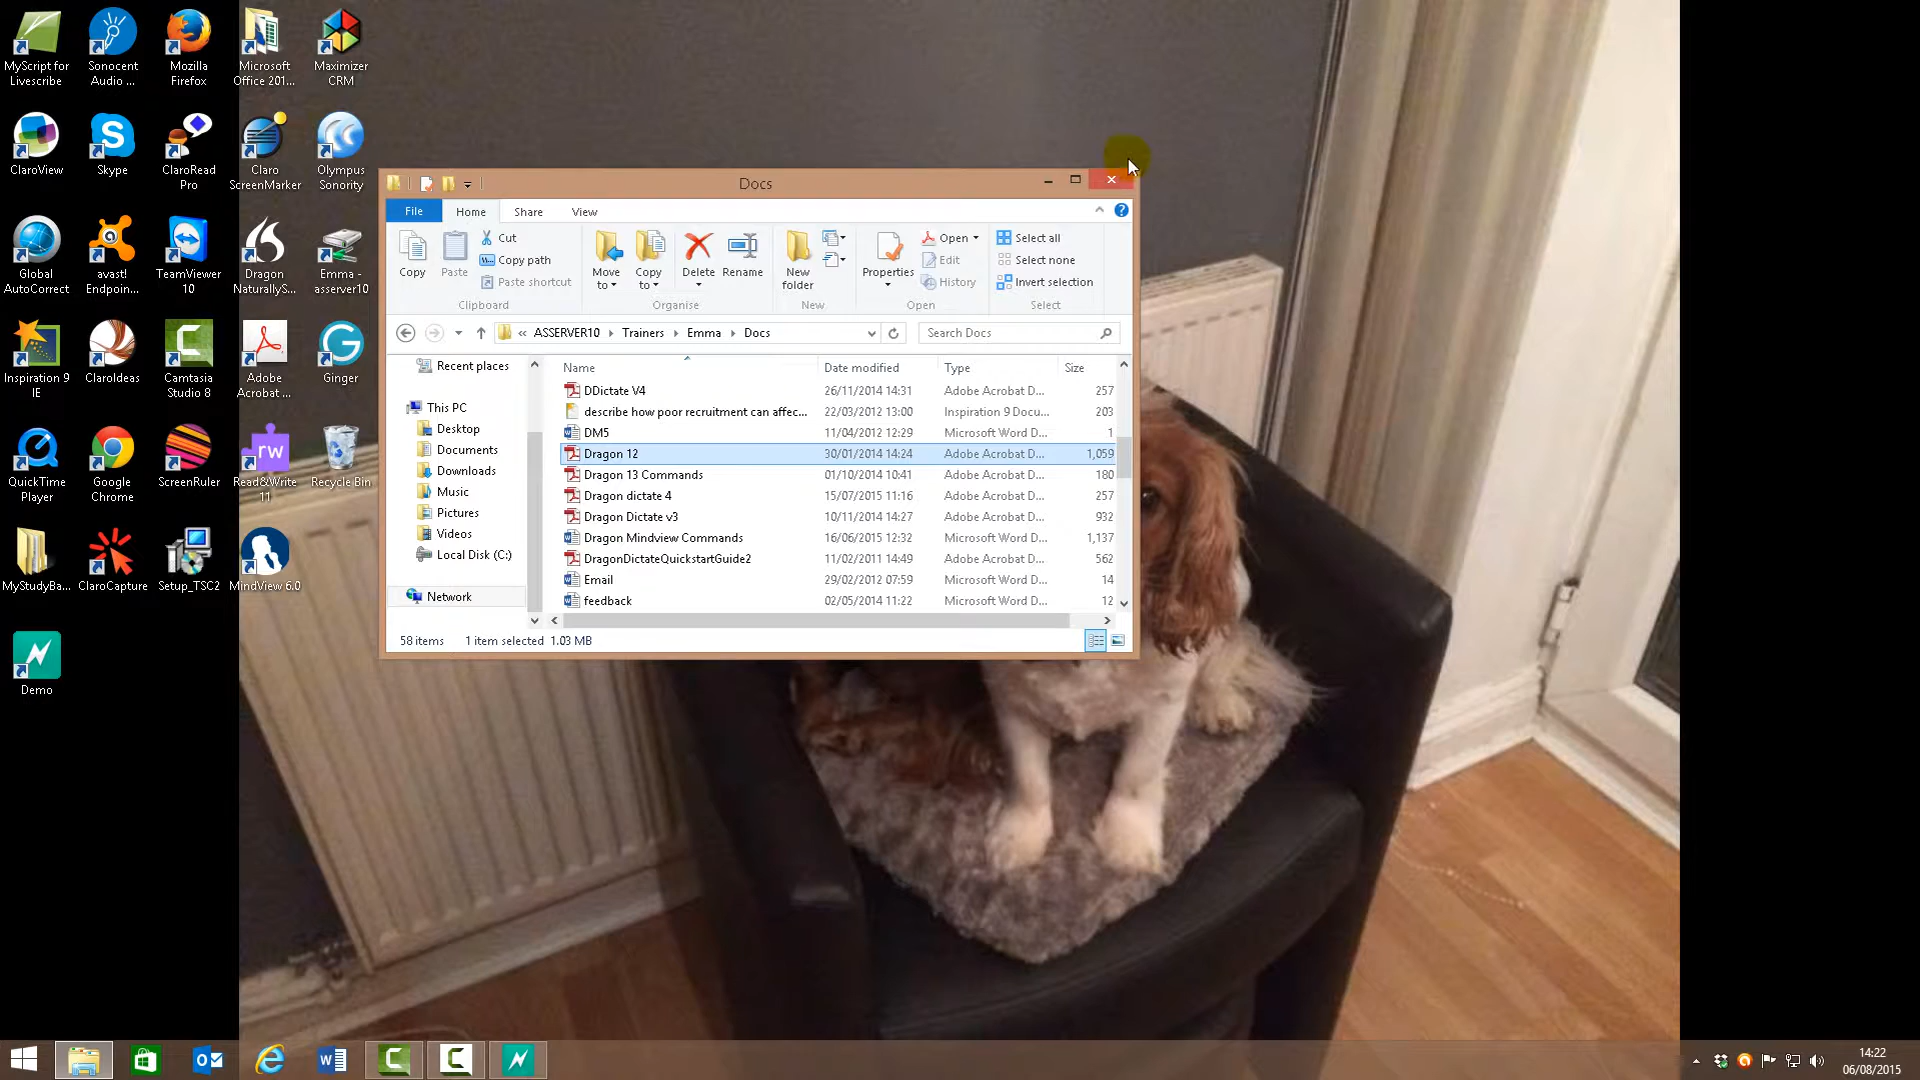 MyScript for Livescribe
Sonocent Audio ...
Mozilla Firefox
Microsoft Office 201...
Maximizer CRM
ClaroView
Skype
ClaroRead Pro
Claro ScreenMarker
Olympus Sonority
Global AutoCorrect
avast! Endpoin...
TeamViewer 10
Dragon NaturallyS...
Emma - asserver10
Inspiration 9 IE
ClaroIdeas
Camtasia Studio 8
Adobe Acrobat ...
Ginger
QuickTime Player
Google Chrome
ScreenRuler
rw
Read&Write 11
Recycle Bin
MyStudyBa...
ClaroCapture
Setup_TSC2
MindView 6.0
Demo
Docs
File Home Share View
Copy
Paste
Cut
Copy path
Paste shortcut
Clipboard
Move to
Copy to
Delete
Rename
Organise
New folder
New
Properties
Open
Edit
History
Open
Select all
Select none
Invert selection
Select
« ASSERVER10 Trainers Emma Docs
Search Docs
Recent places
This PC
Desktop
Documents
Downloads
Music
Pictures
Videos
Local Disk (C:)
Network
Name Date modified Type Size
DDictate V4 26/11/2014 14:31 Adobe Acrobat D... 257
describe how poor recruitment can affec... 22/03/2012 13:00 Inspiration 9 Docu... 203
DM5 11/04/2012 12:29 Microsoft Word D... 1
Dragon 12 30/01/2014 14:24 Adobe Acrobat D... 1,059
Dragon 13 Commands 01/10/2014 10:41 Adobe Acrobat D... 180
Dragon dictate 4 15/07/2015 11:16 Adobe Acrobat D... 257
Dragon Dictate v3 10/11/2014 14:27 Adobe Acrobat D... 932
Dragon Mindview Commands 16/06/2015 12:32 Microsoft Word D... 1,137
DragonDictateQuickstartGuide2 11/02/2011 14:49 Adobe Acrobat D... 562
Email 29/02/2012 07:59 Microsoft Word D... 14
feedback 02/05/2014 11:22 Microsoft Word D... 12
58 items 1 item selected 1.03 MB
14:22
06/08/2015